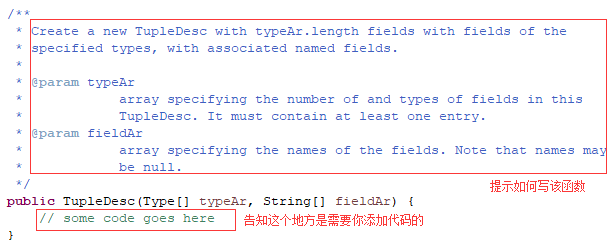 /**
 * Create a new TupleDesc with typeAr.length fields with fields of the
 * specified types, with associated named fields.
 *
 * @param typeAr
 *            array specifying the number of and types of fields in this
 *            TupleDesc. It must contain at least one entry.
 * @param fieldAr
 *            array specifying the names of the fields. Note that names may
 *            be null.
 */ 提示如何写该函数
public TupleDesc(Type[] typeAr, String[] fieldAr) {
    // some code goes here 告知这个地方是需要你添加代码的
}